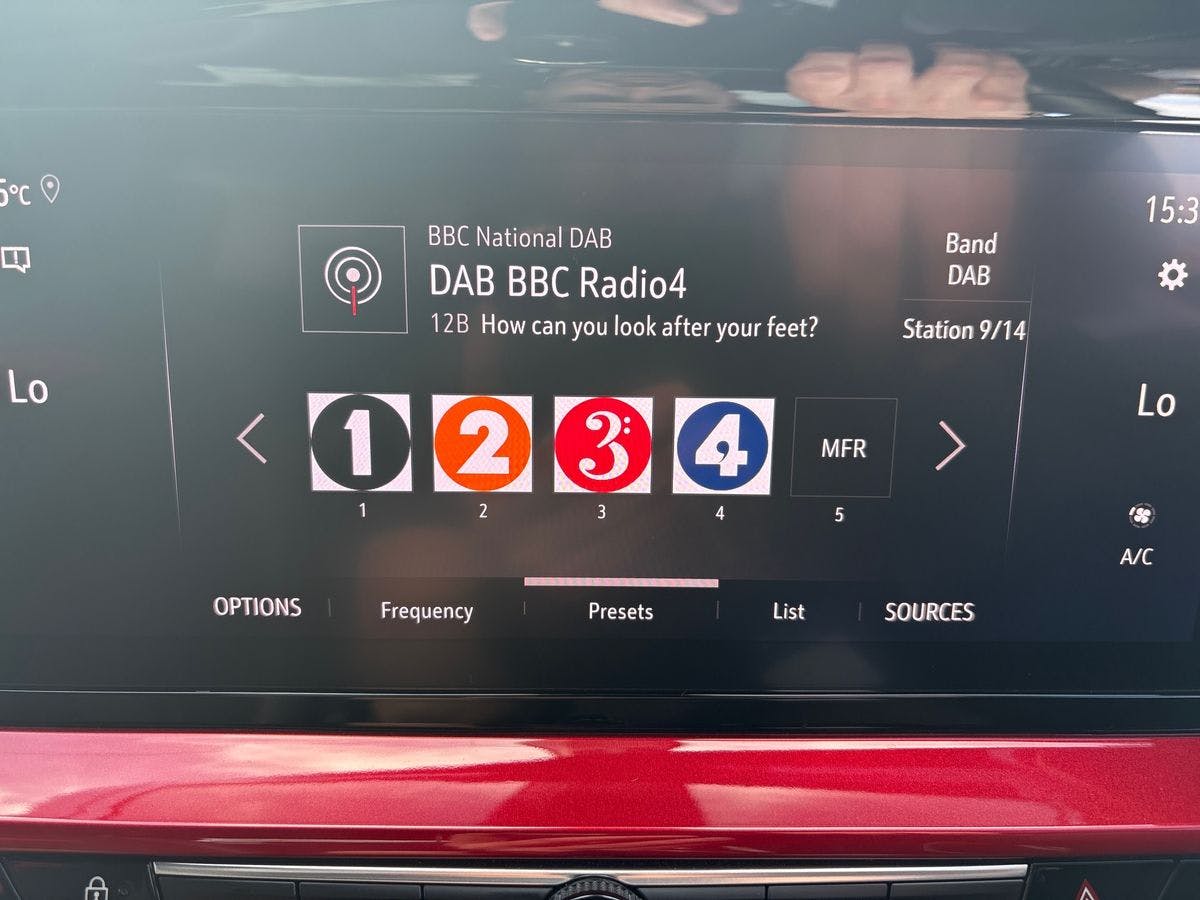 5°C
BBC National DAB
DAB BBC Radio4
12B How can you look after your feet?
Band
DAB
Station 9/14
15:3
Lo
Lo
1 2 3 4 MFR
1 2 3 4 5
A/C
OPTIONS Frequency Presets List SOURCES